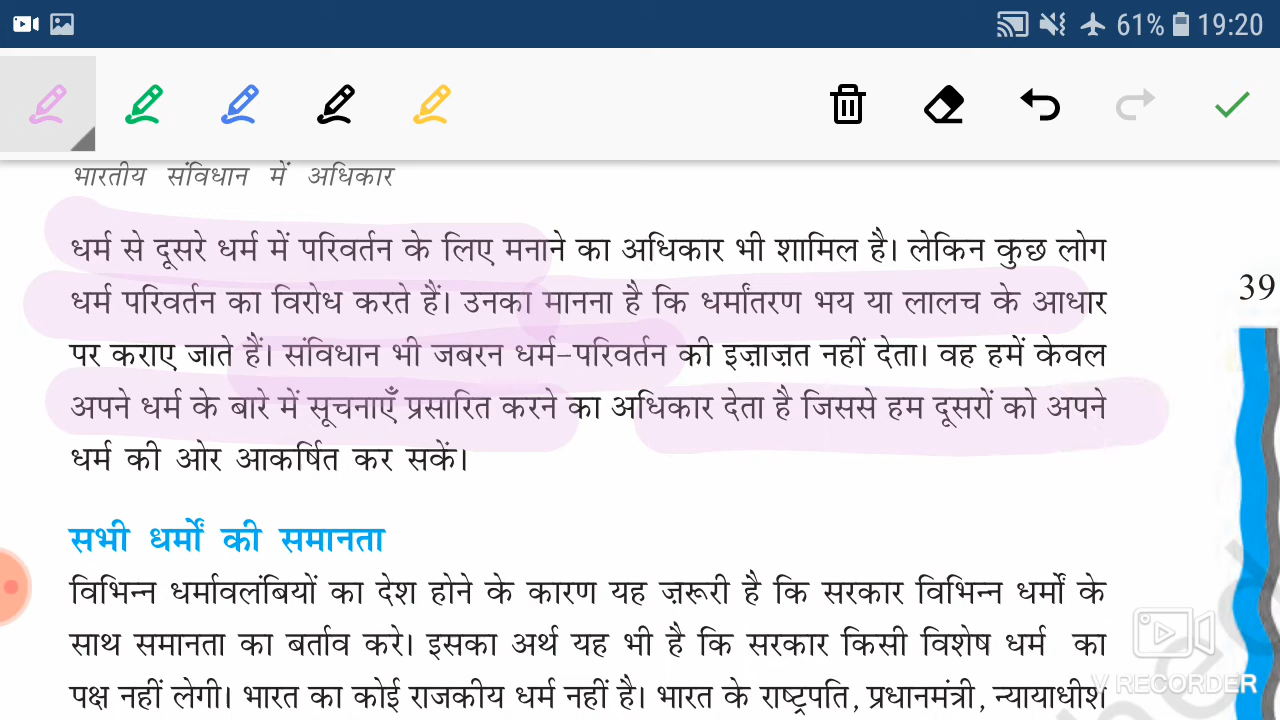 61% 19:20
भारतीय संविधान में अधिकार
धर्म से दूसरे धर्म में परिवर्तन के लिए मनाने का अधिकार भी शामिल है। लेकिन कुछ लोग
धर्म परिवर्तन का विरोध करते हैं। उनका मानना है कि धर्मांतरण भय या लालच के आधार
39
पर कराए जाते हैं। संविधान भी जबरन धर्म-परिवर्तन की इज़ाज़त नहीं देता। वह हमें केवल
अपने धर्म के बारे में सूचनाएँ प्रसारित करने का अधिकार देता है जिससे हम दूसरों को अपने
धर्म की ओर आकर्षित कर सकें।
सभी धर्मों की समानता
विभिन्न धर्मावलंबियों का देश होने के कारण यह ज़रूरी है कि सरकार विभिन्न धर्मों के
साथ समानता का बर्ताव करे। इसका अर्थ यह भी है कि सरकार किसी विशेष धर्म का
पक्ष नहीं लेगी। भारत का कोई राजकीय धर्म नहीं है। भारत के राष्ट्रपति, प्रधानमंत्री, न्यायाधीश
V RECORDER